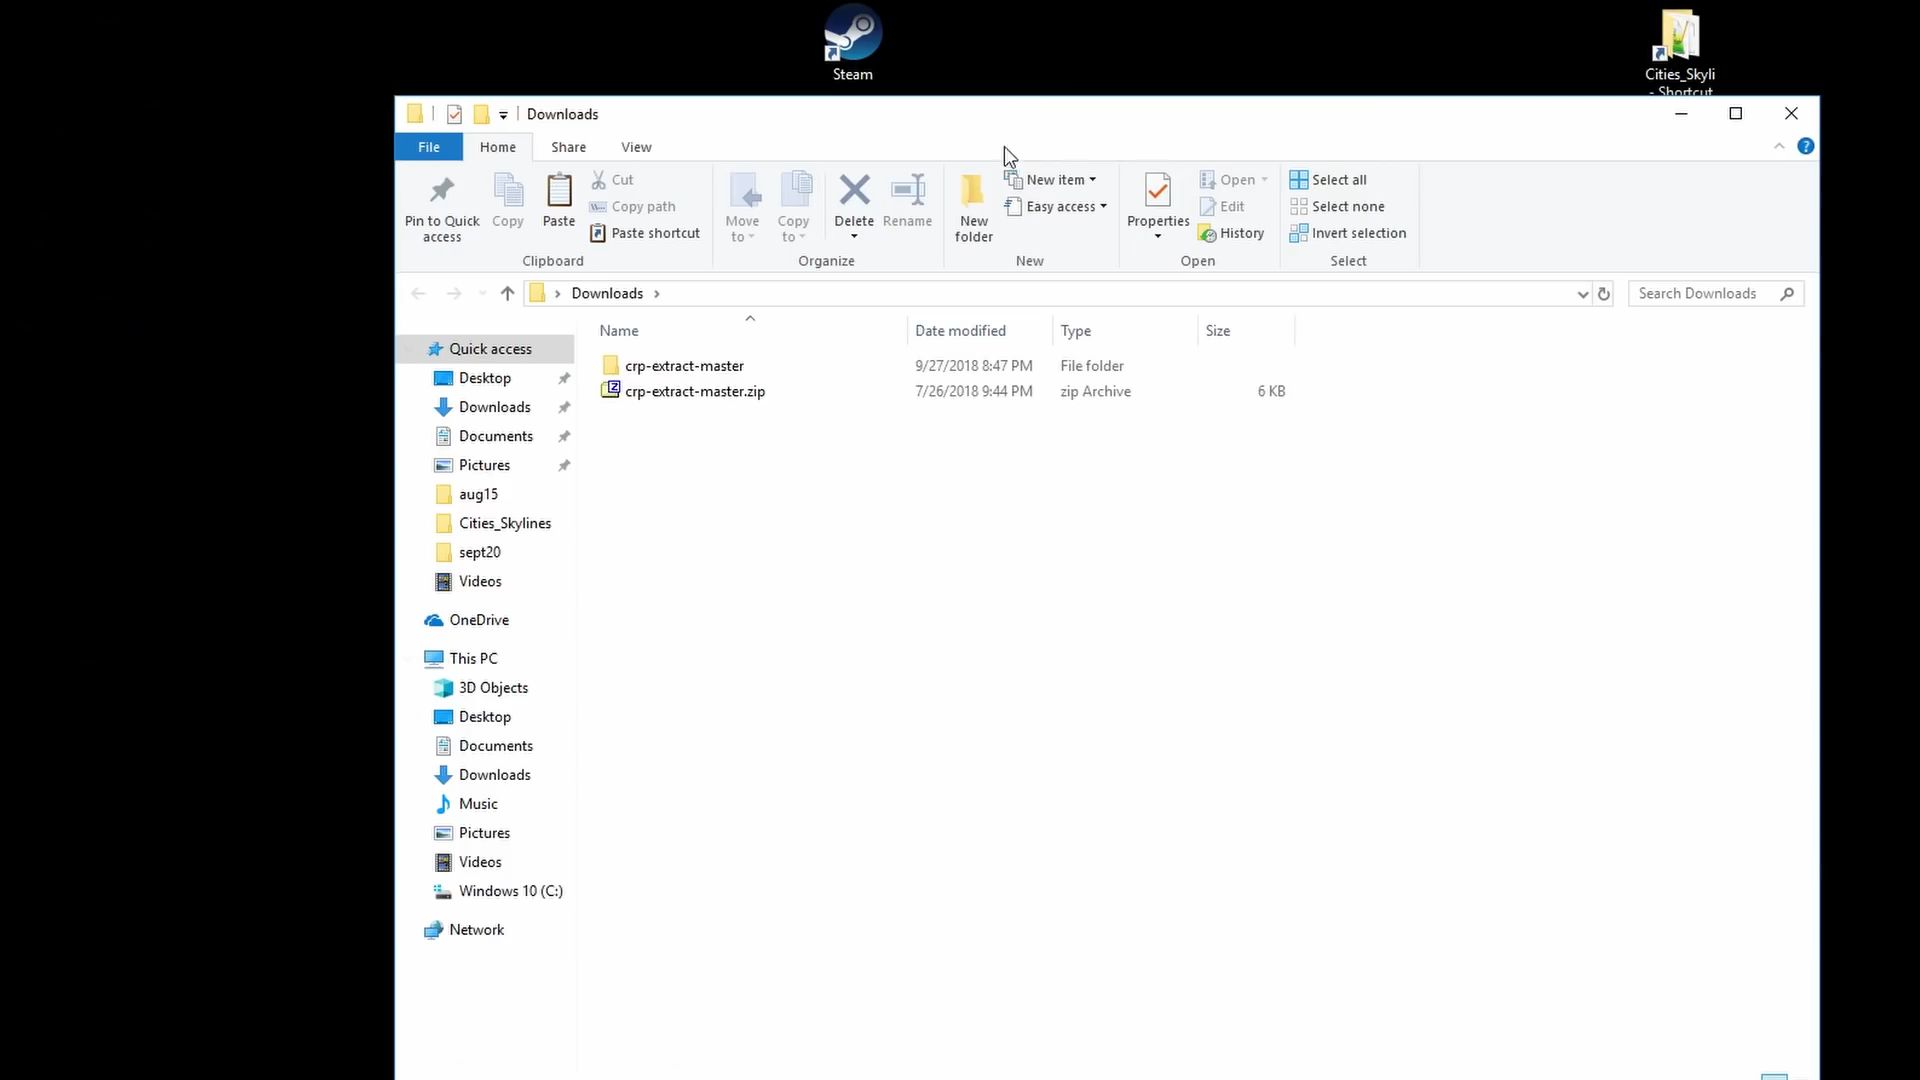 Steam
Cities_Skyli
- Shortcut
Downloads
File Home Share View
Pin to Quick access
Copy
Paste
Cut
Copy path
Paste shortcut
Clipboard
Move to
Copy to
Delete
Rename
Organize
New folder
New item
Easy access
New
Properties
Open
Edit
History
Open
Select all
Select none
Invert selection
Select
Downloads
Search Downloads
Name Date modified Type Size
crp-extract-master 9/27/2018 8:47 PM File folder
crp-extract-master.zip 7/26/2018 9:44 PM zip Archive 6 KB
Quick access
Desktop
Downloads
Documents
Pictures
aug15
Cities_Skylines
sept20
Videos
OneDrive
This PC
3D Objects
Desktop
Documents
Downloads
Music
Pictures
Videos
Windows 10 (C:)
Network